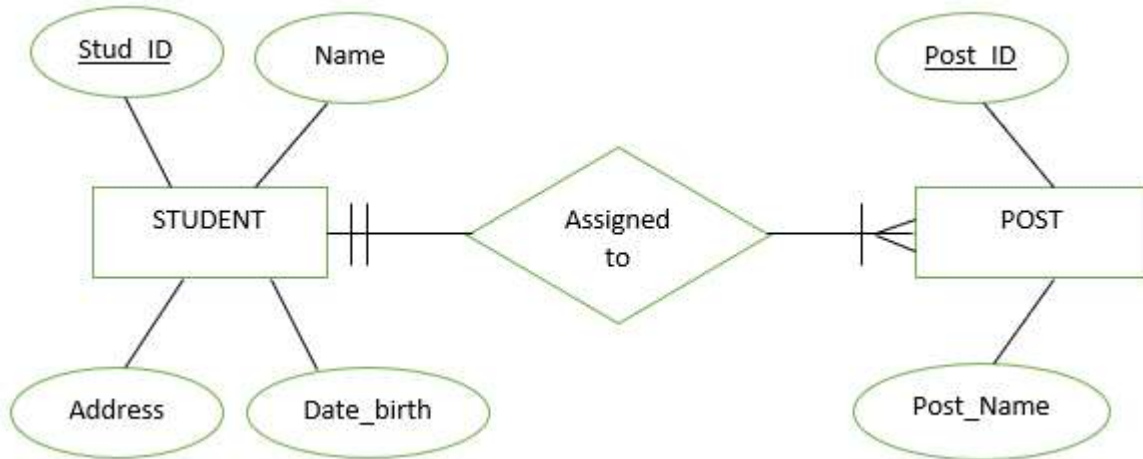 Stud_ID
Name
Post_ID
STUDENT
Assigned
to
POST
Address
Date_birth
Post_Name